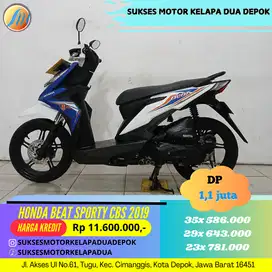 SUKSES MOTOR KELAPA DUA DEPOK
HONDA BEAT SPORTY CBS 2019
HARGA KREDIT
Rp 11.600.000,-
DP
1,1 juta
35x 586.000
29x 643.000
23x 781.000
SUKSESMOTORKELAPADUADEPOK
SUKSESMOTORKELAPADUA
Jl. Akses UI No.61, Tugu, Kec. Cimanggis, Kota Depok, Jawa Barat 16451